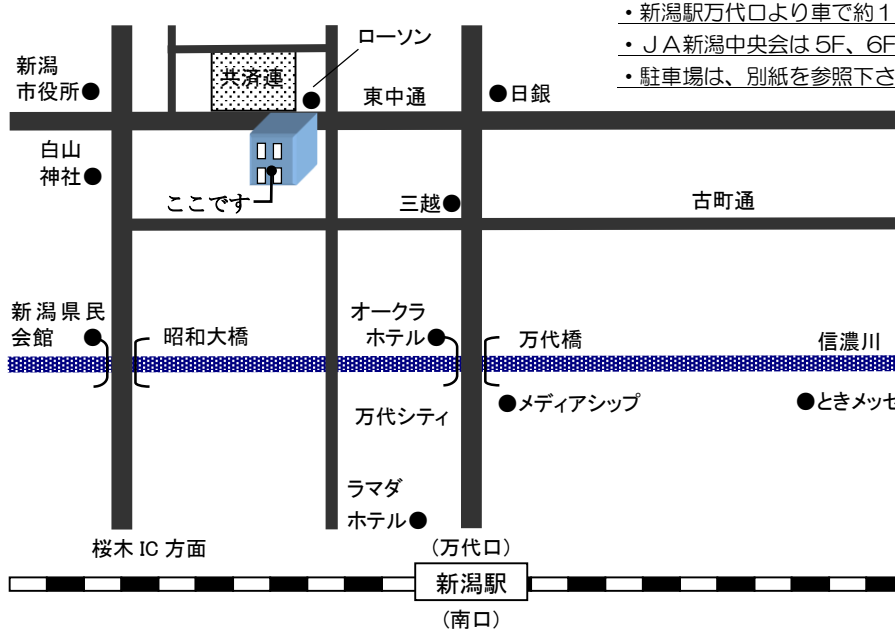 ・新潟駅万代口より車で約１
・ＪＡ新潟中央会は 5F、6F
・駐車場は、別紙を参照下さ
ローソン
新潟
市役所●
共済連
東中通
●日銀
白山
神社●
ここです
三越●
古町通
新潟県民
会館 ●
昭和大橋
オークラ
ホテル●
万代橋
信濃川
万代シティ
●メディアシップ
●ときメッセ
ラマダ
ホテル●
桜木 IC 方面
(万代口)
新潟駅
(南口)